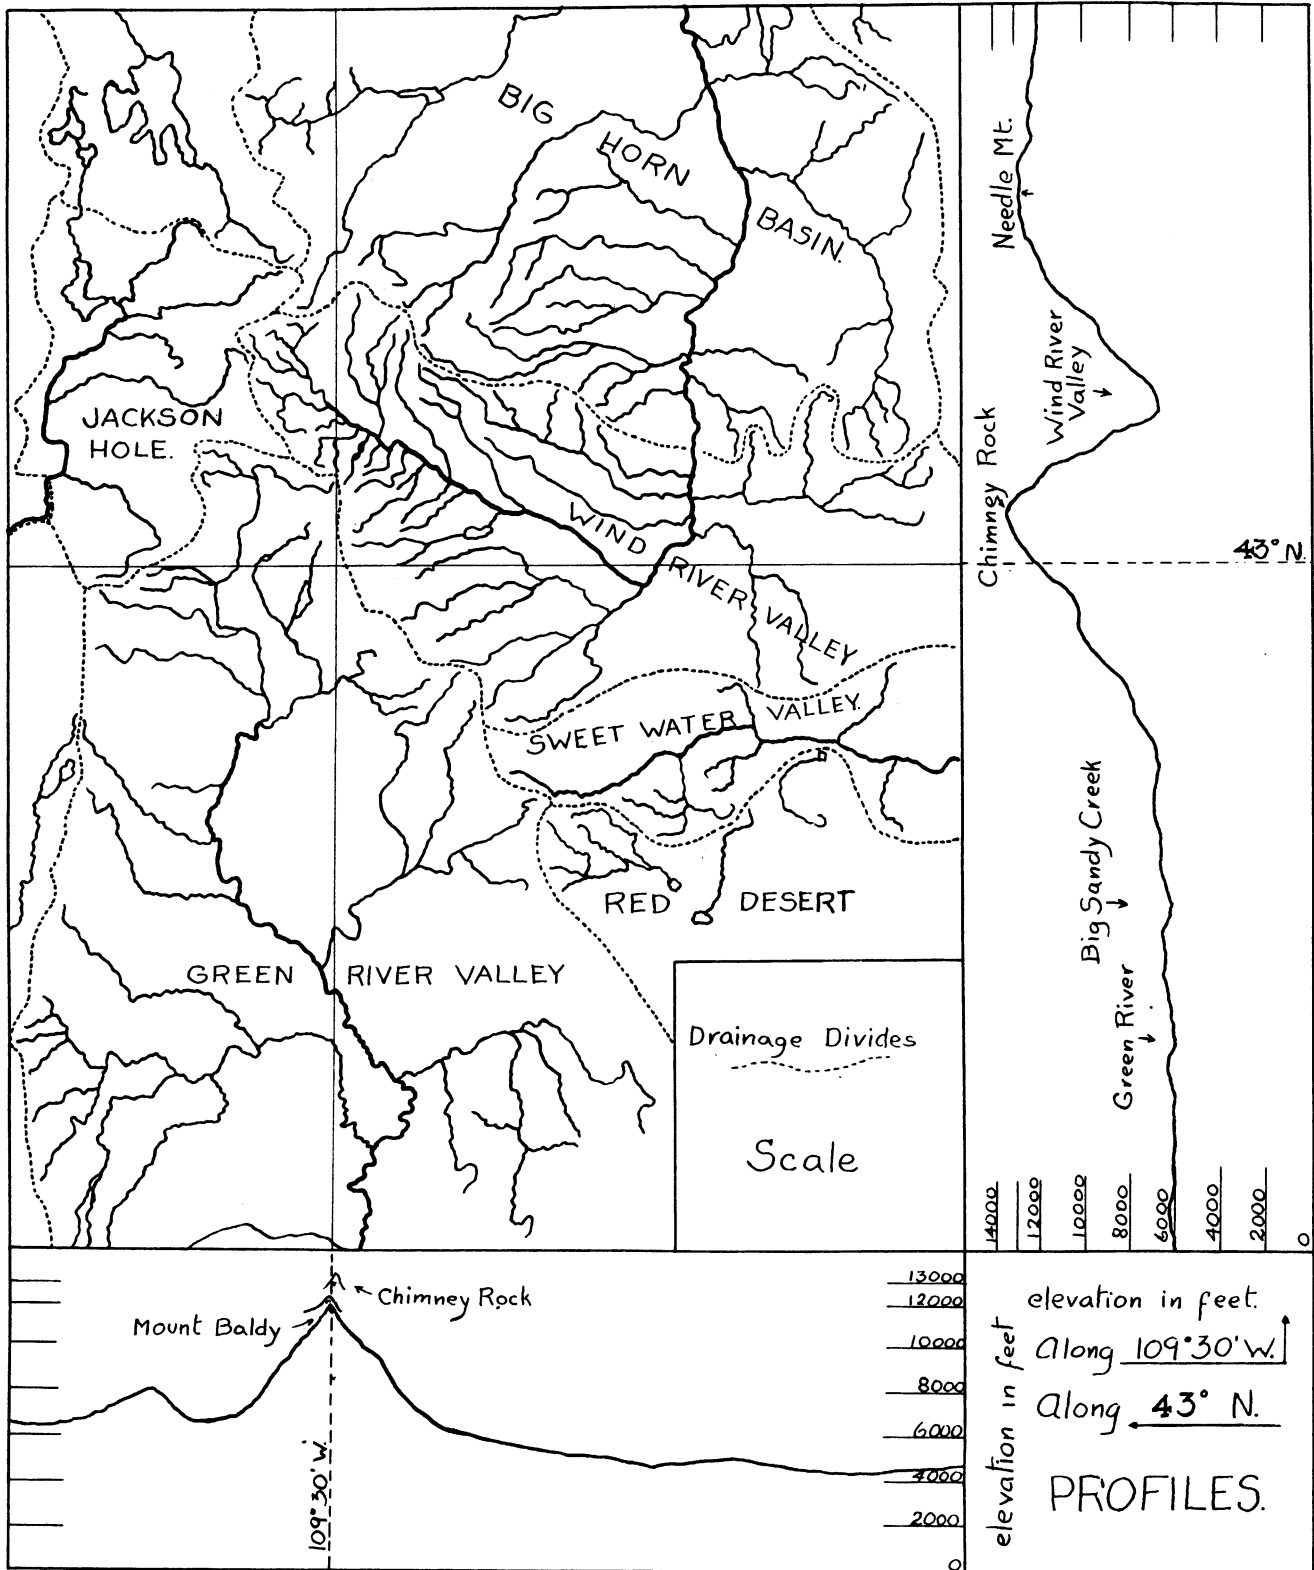 BIG
HORN
BASIN.
JACKSON
HOLE.
WIND
RIVER
VALLEY
SWEET WATER VALLEY.
RED DESERT
GREEN RIVER VALLEY
Drainage Divides
Scale
Needle Mt.
Wind River
Valley
Chimney Rock
43° N.
Big Sandy Creek
Green River
14000
12000
10000
8000
6000
4000
2000
0
Chimney Rock
Mount Baldy
109°30' W.
13000
12000
10000
8000
6000
4000
2000
0
elevation in feet
elevation in feet.
Along 109°30' W.
Along 43° N.
PROFILES.